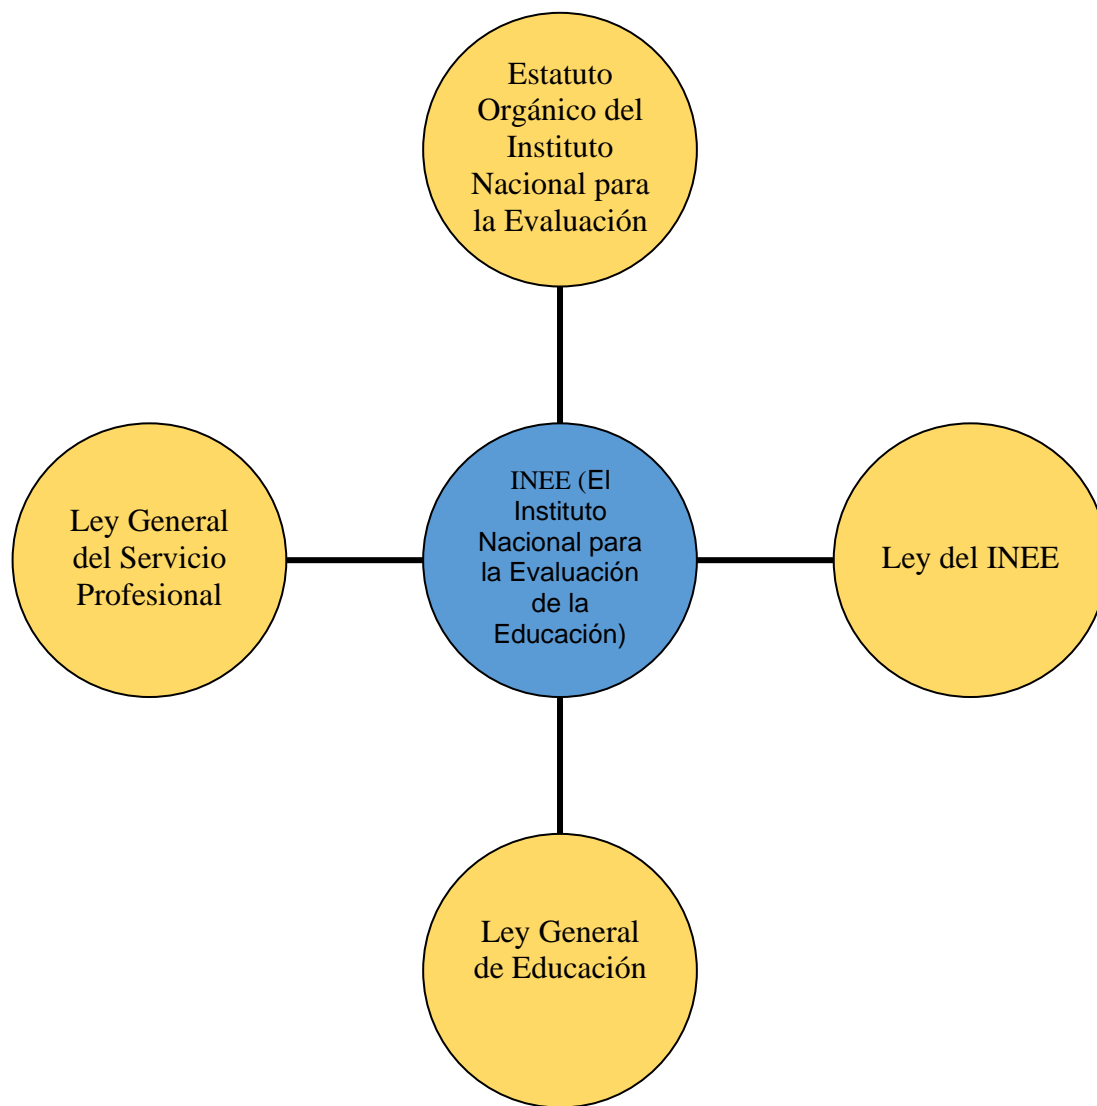 Estatuto
Orgánico del
Instituto
Nacional para
la Evaluación
Ley General
del Servicio
Profesional
INEE (El
Instituto
Nacional para
la Evaluación
de la
Educación)
Ley del INEE
Ley General
de Educación